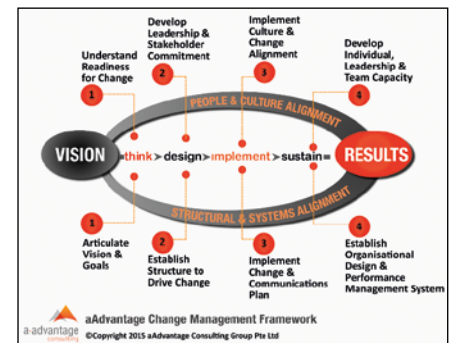 Understand
Readiness
for Change
1
Develop
Leadership &
Stakeholder
Commitment
2
Implement
Culture &
Change
Alignment
3
Develop
Individual,
Leadership &
Team Capacity
4
PEOPLE & CULTURE ALIGNMENT
VISION
think > design > implement > sustain=
RESULTS
STRUCTURAL & SYSTEMS ALIGNMENT
1
Articulate
Vision &
Goals
2
Establish
Structure to
Drive Change
3
Implement
Change &
Communications
Plan
4
Establish
Organisational
Design &
Performance
Management System
a·advantage
consulting
aAdvantage Change Management Framework
©Copyright 2015 aAdvantage Consulting Group Pte Ltd